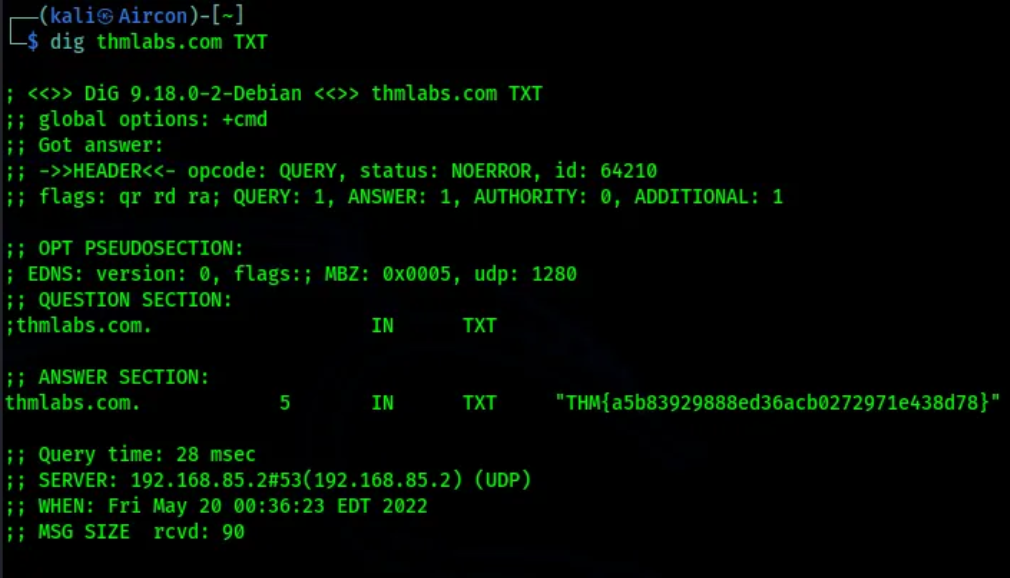 ┌──(kali㉿Aircon)-[~]
└─$ dig thmlabs.com TXT
; <<>> DiG 9.18.0-2-Debian <<>> thmlabs.com TXT
;; global options: +cmd
;; Got answer:
;; ->>HEADER<<- opcode: QUERY, status: NOERROR, id: 64210
;; flags: qr rd ra; QUERY: 1, ANSWER: 1, AUTHORITY: 0, ADDITIONAL: 1
;; OPT PSEUDOSECTION:
; EDNS: version: 0, flags:; MBZ: 0x0005, udp: 1280
;; QUESTION SECTION:
;thmlabs.com. IN TXT
;; ANSWER SECTION:
thmlabs.com. 5 IN TXT "THM{a5b83929888ed36acb0272971e438d78}"
;; Query time: 28 msec
;; SERVER: 192.168.85.2#53(192.168.85.2) (UDP)
;; WHEN: Fri May 20 00:36:23 EDT 2022
;; MSG SIZE rcvd: 90